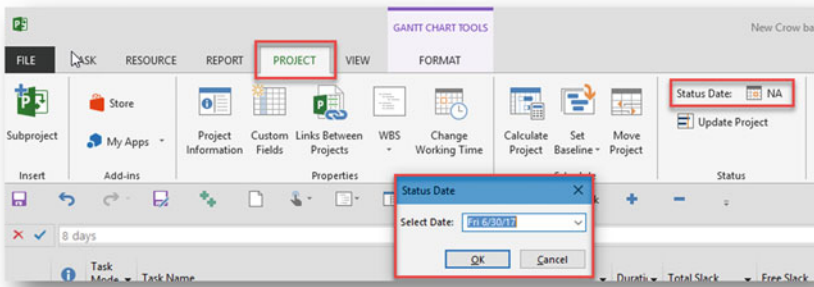 GANTT CHART TOOLS
New Crow ba
FILE TASK RESOURCE REPORT PROJECT VIEW FORMAT
Status Date: NA
Store
Subproject
My Apps
Project Information
Custom Fields
Links Between Projects
WBS
Change Working Time
Calculate Project
Set Baseline
Move Project
Update Project
Insert Add-ins Properties Status
Status Date
Select Date: Fri 6/30/17
OK Cancel
8 days
Task Mode Task Name Total Slack Free Slack